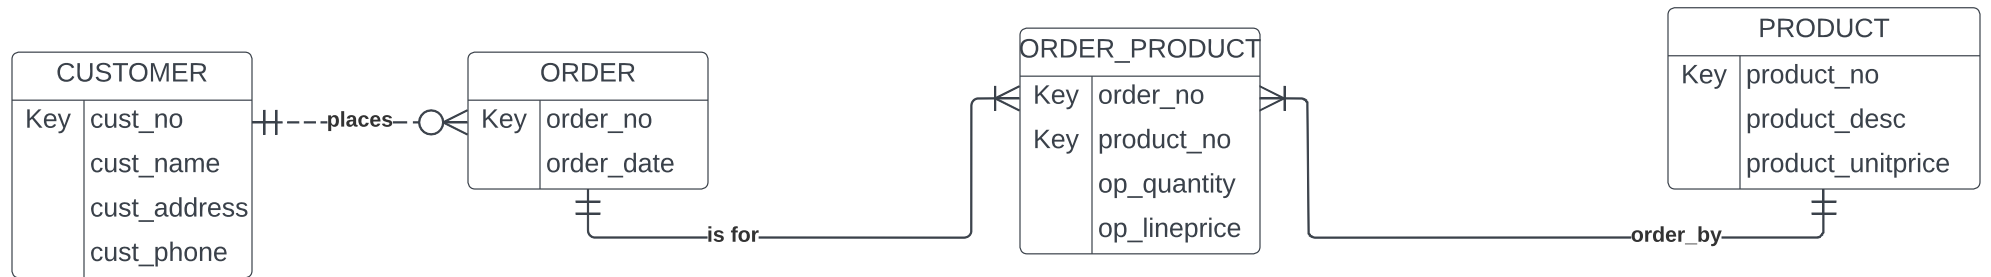 CUSTOMER
Key cust_no
cust_name
cust_address
cust_phone
places
ORDER
Key order_no
order_date
is for
ORDER_PRODUCT
Key order_no
Key product_no
op_quantity
op_lineprice
order_by
PRODUCT
Key product_no
product_desc
product_unitprice